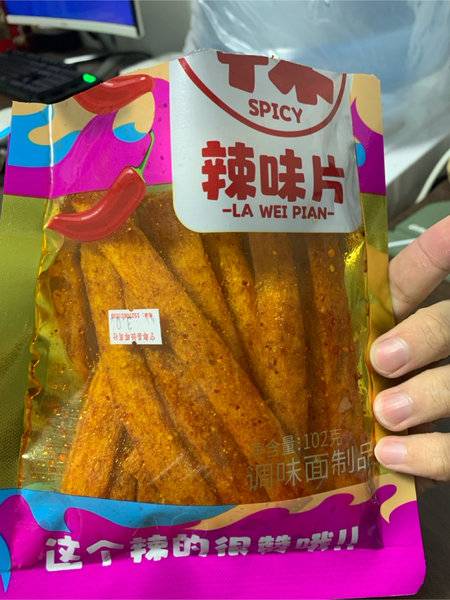 SPICY
辣味片
-LA WEI PIAN-
净含量:102克
调味面制品
这个辣的很赞哦!!